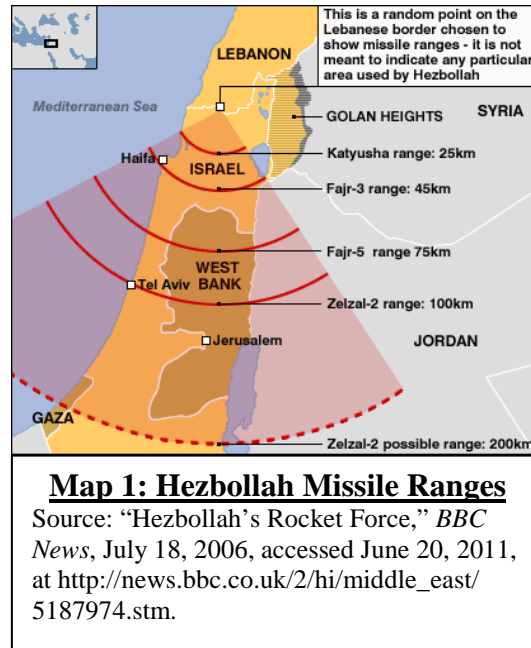 This is a random point on the
Lebanese border chosen to
show missile ranges - it is not
meant to indicate any particular
area used by Hezbollah
LEBANON
Mediterranean Sea
SYRIA
GOLAN HEIGHTS
Haifa
ISRAEL
Katyusha range: 25km
Fajr-3 range: 45km
Fajr-5 range 75km
WEST
BANK
Tel Aviv
Zelzal-2 range: 100km
Jerusalem
JORDAN
GAZA
Zelzal-2 possible range: 200km
Map 1: Hezbollah Missile Ranges
Source: “Hezbollah’s Rocket Force,” BBC
News, July 18, 2006, accessed June 20, 2011,
at http://news.bbc.co.uk/2/hi/middle_east/
5187974.stm.